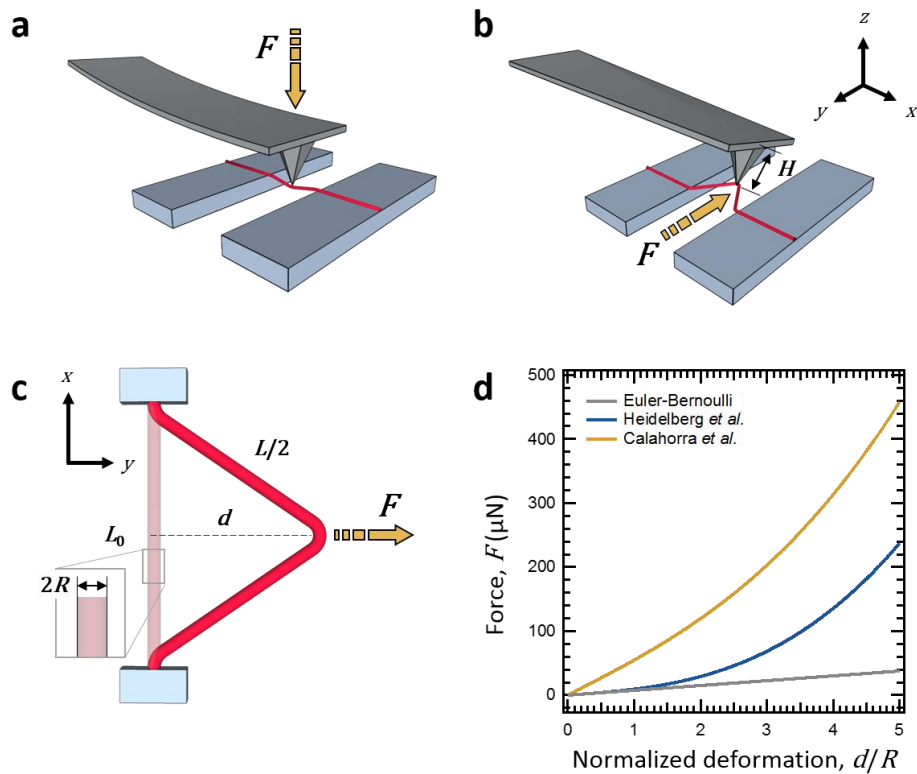 a
F
b
z
y
x
H
F
c
x
y
L/2
d
F
L₀
2R
d
Force, F (μN)
500
400
300
200
100
0
Euler-Bernoulli
Heidelberg et al.
Calahorra et al.
0 1 2 3 4 5
Normalized deformation, d/R